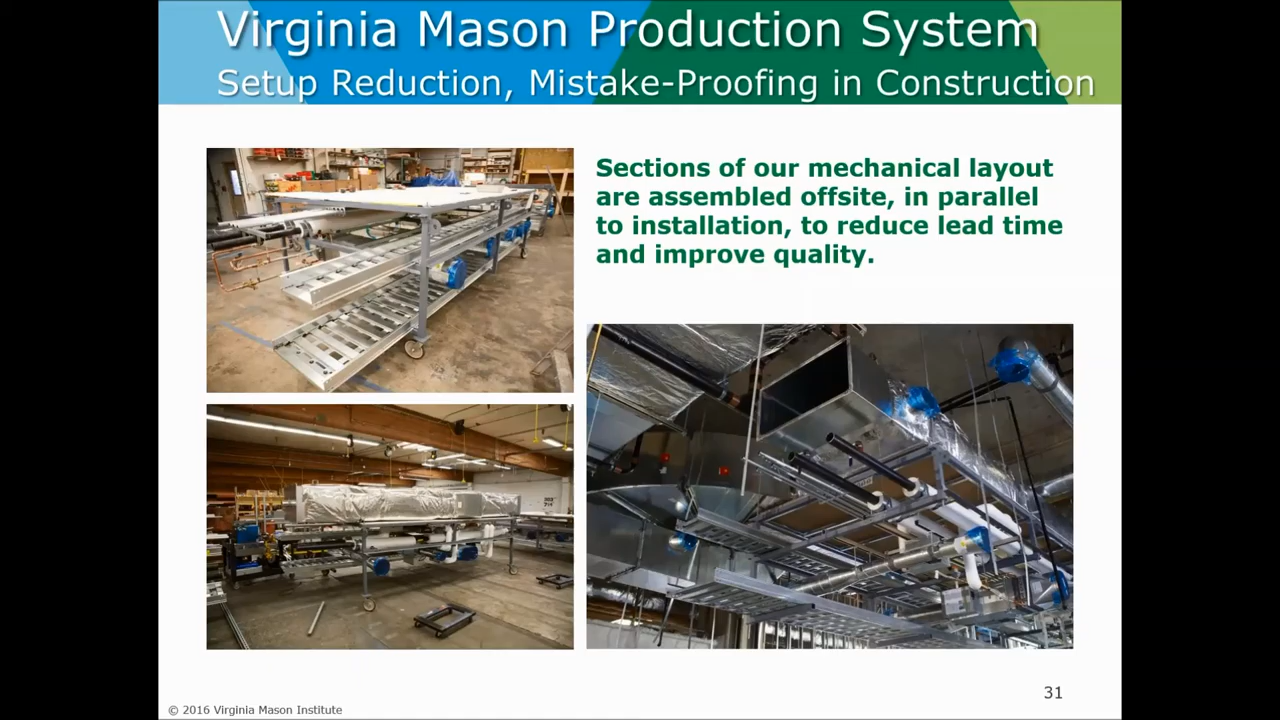 Virginia Mason Production System
Setup Reduction, Mistake-Proofing in Construction
Sections of our mechanical layout
are assembled offsite, in parallel
to installation, to reduce lead time
and improve quality.
31
© 2016 Virginia Mason Institute